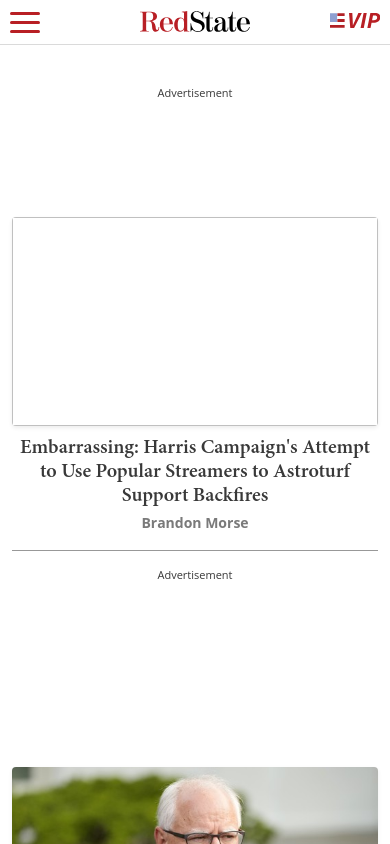 RedState
VIP
Advertisement
Embarrassing: Harris Campaign's Attempt
to Use Popular Streamers to Astroturf
Support Backfires
Brandon Morse
Advertisement